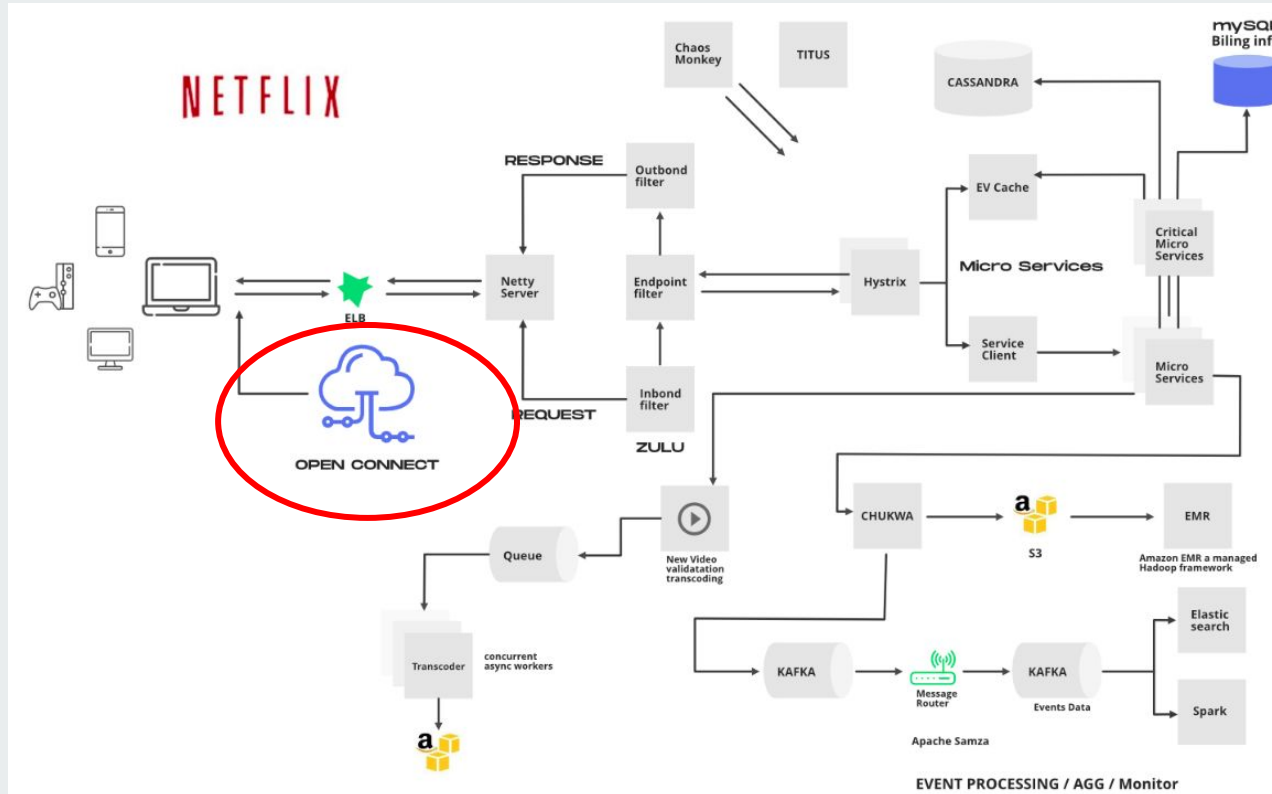 NETFLIX
Chaos
Monkey
TITUS
CASSANDRA
mySQL
Biling inf
RESPONSE
Outbond
filter
EV Cache
Critical
Micro
Services
Netty
Server
Endpoint
filter
Hystrix
Micro Services
ELB
Service
Client
Micro
Services
Inbond
filter
REQUEST
ZULU
OPEN CONNECT
Queue
New Video
validatation
transcoding
CHUKWA
a
S3
EMR
Amazon EMR a managed
Hadoop framework
Transcoder
concurrent
async workers
a
KAFKA
Message
Router
KAFKA
Events Data
Elastic
search
Spark
Apache Samza
EVENT PROCESSING / AGG / Monitor